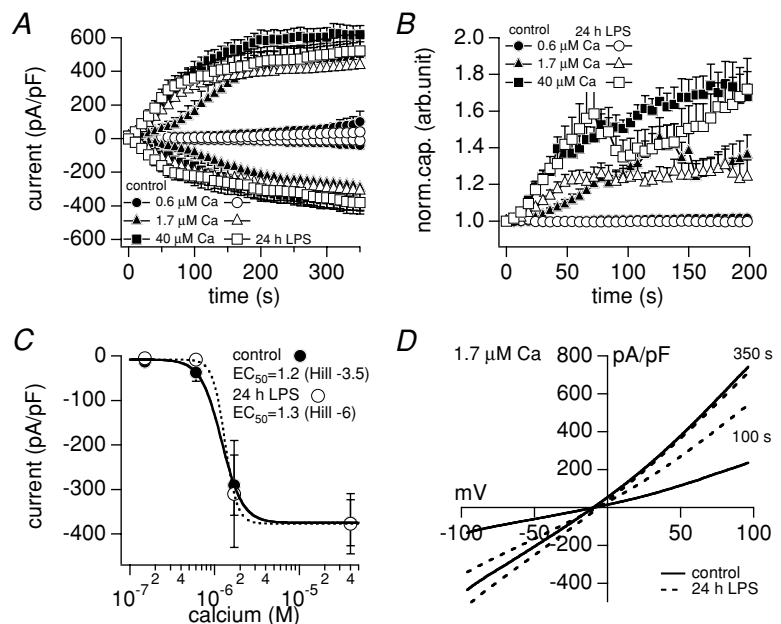 A
600
400
200
0
-200
-400
-600
current (pA/pF)
control
0.6 µM Ca
1.7 µM Ca
40 µM Ca
24 h LPS
0
100
200
300
time (s)
B
control 24 h LPS
0.6 µM Ca
1.7 µM Ca
40 µM Ca
2.0
1.8
1.6
1.4
1.2
1.0
norm.cap. (arb.unit)
0
50
100
150
200
time (s)
C
0
-100
-200
-300
-400
current (pA/pF)
control
EC50=1.2 (Hill -3.5)
24 h LPS
EC50=1.3 (Hill -6)
10-7
2
4
10-6
2
4
10-5
2
4
calcium (M)
D
1.7 µM Ca
800
pA/pF
350 s
600
400
100 s
200
mV
-100
-50
50
100
-200
-400
control
24 h LPS